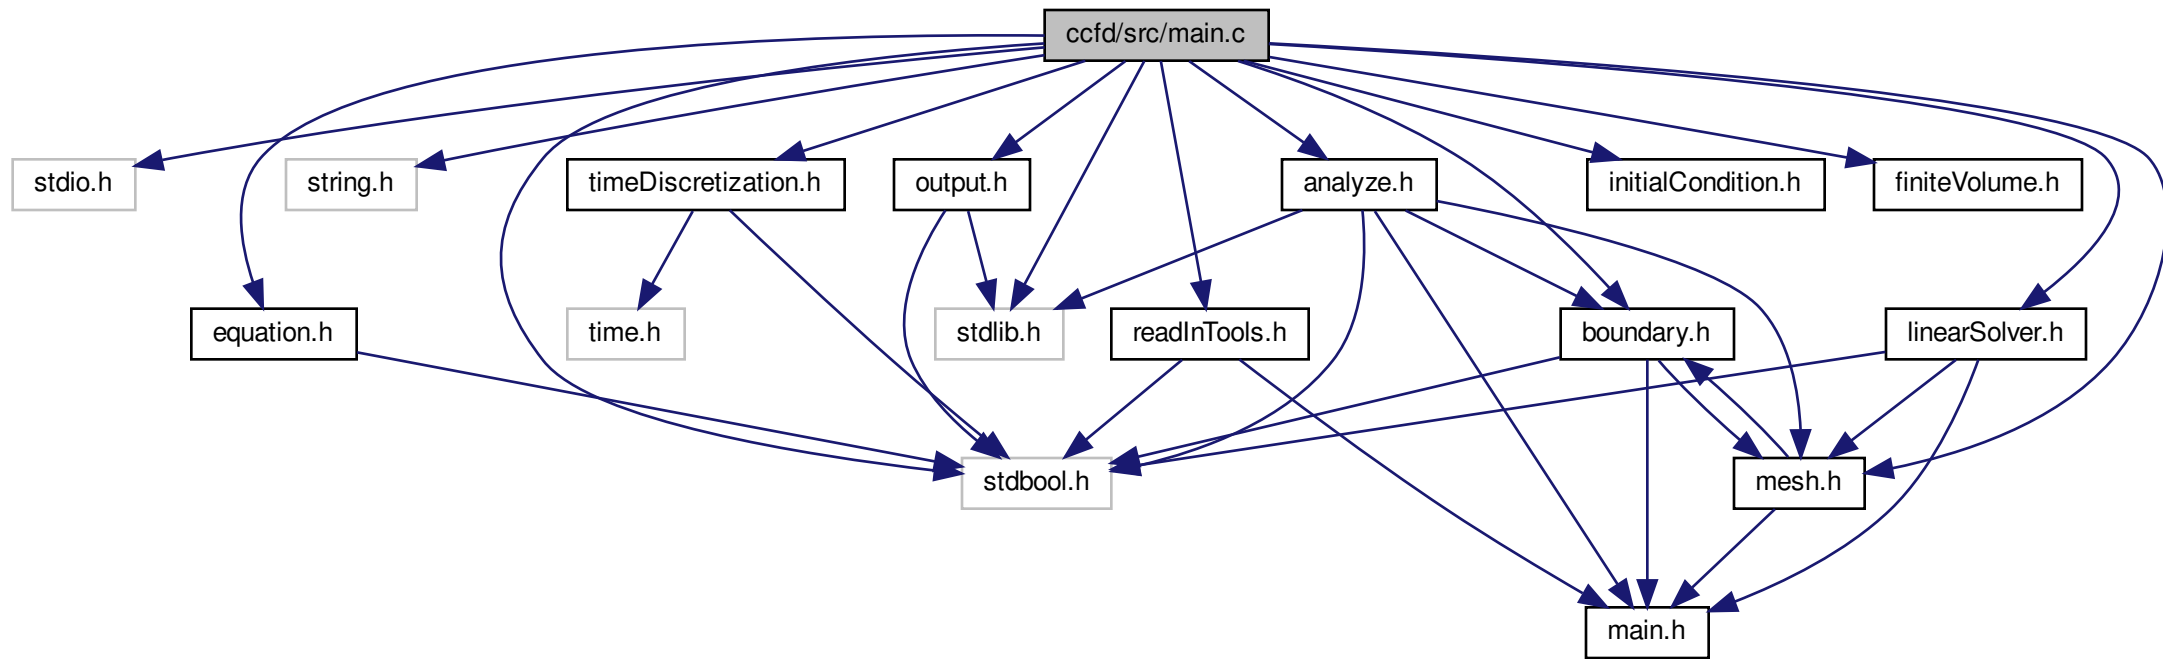 ccfd/src/main.c
stdio.h
string.h
timeDiscretization.h
output.h
analyze.h
initialCondition.h
finiteVolume.h
equation.h
time.h
stdlib.h
readInTools.h
boundary.h
linearSolver.h
stdbool.h
mesh.h
main.h